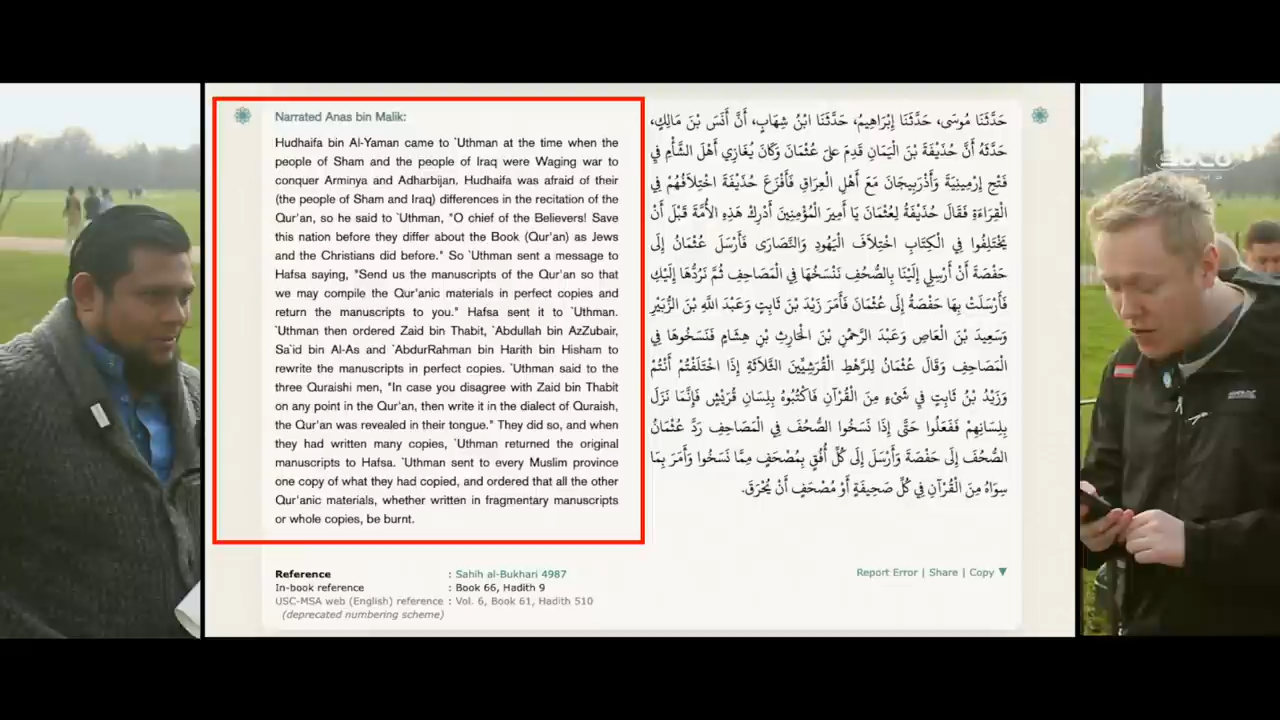 Narrated Anas bin Malik:
Hudhaifa bin Al-Yaman came to `Uthman at the time when the
people of Sham and the people of Iraq were Waging war to
conquer Arminya and Adharbijan. Hudhaifa was afraid of their
(the people of Sham and Iraq) differences in the recitation of the
Qur'an, so he said to `Uthman, "O chief of the Believers! Save
this nation before they differ about the Book (Qur'an) as Jews
and the Christians did before." So `Uthman sent a message to
Hafsa saying, "Send us the manuscripts of the Qur'an so that
we may compile the Qur'anic materials in perfect copies and
return the manuscripts to you." Hafsa sent it to `Uthman.
`Uthman then ordered Zaid bin Thabit, `Abdullah bin AzZubair,
Sa`id bin Al-As and `AbdurRahman bin Harith bin Hisham to
rewrite the manuscripts in perfect copies. `Uthman said to the
three Quraishi men, "In case you disagree with Zaid bin Thabit
on any point in the Qur'an, then write it in the dialect of Quraish,
the Qur'an was revealed in their tongue." They did so, and when
they had written many copies, `Uthman returned the original
manuscripts to Hafsa. `Uthman sent to every Muslim province
one copy of what they had copied, and ordered that all the other
Qur'anic materials, whether written in fragmentary manuscripts
or whole copies, be burnt.
حَدَّثَنَا مُوسَى، حَدَّثَنَا إِبْرَاهِيمُ، حَدَّثَنَا ابْنُ شِهَابٍ، أَنَّ أَنَسَ بْنَ مَالِكٍ،
حَدَّثَهُ أَنَّ حُذَيْفَةَ بْنَ الْيَمَانِ قَدِمَ عَلَى عُثْمَانَ وَكَانَ يُغَازِي أَهْلَ الشَّأْمِ فِي
فَتْحِ إِرْمِينِيَةَ وَأَذْرَبِيجَانَ مَعَ أَهْلِ الْعِرَاقِ فَأَفْزَعَ حُذَيْفَةَ اخْتِلاَفُهُمْ فِي
الْقِرَاءَةِ فَقَالَ حُذَيْفَةُ لِعُثْمَانَ يَا أَمِيرَ الْمُؤْمِنِينَ أَدْرِكْ هَذِهِ الأُمَّةَ قَبْلَ أَنْ
يَخْتَلِفُوا فِي الْكِتَابِ اخْتِلاَفَ الْيَهُودِ وَالنَّصَارَى فَأَرْسَلَ عُثْمَانُ إِلَى
حَفْصَةَ أَنْ أَرْسِلِي إِلَيْنَا بِالصُّحُفِ نَنْسَخُهَا فِي الْمَصَاحِفِ ثُمَّ نَرُدُّهَا إِلَيْكِ
فَأَرْسَلَتْ بِهَا حَفْصَةُ إِلَى عُثْمَانَ فَأَمَرَ زَيْدَ بْنَ ثَابِتٍ وَعَبْدَ اللَّهِ بْنَ الزُّبَيْرِ
وَسَعِيدَ بْنَ الْعَاصِ وَعَبْدَ الرَّحْمَنِ بْنَ الْحَارِثِ بْنِ هِشَامٍ فَنَسَخُوهَا فِي
الْمَصَاحِفِ وَقَالَ عُثْمَانُ لِلرَّهْطِ الْقُرَشِيِّينَ الثَّلاَثَةِ إِذَا اخْتَلَفْتُمْ أَنْتُمْ
وَزَيْدُ بْنُ ثَابِتٍ فِي شَىْءٍ مِنَ الْقُرْآنِ فَاكْتُبُوهُ بِلِسَانِ قُرَيْشٍ فَإِنَّمَا نَزَلَ
بِلِسَانِهِمْ فَفَعَلُوا حَتَّى إِذَا نَسَخُوا الصُّحُفَ فِي الْمَصَاحِفِ رَدَّ عُثْمَانُ
الصُّحُفَ إِلَى حَفْصَةَ وَأَرْسَلَ إِلَى كُلِّ أُفُقٍ بِمُصْحَفٍ مِمَّا نَسَخُوا وَأَمَرَ بِمَا
سِوَاهُ مِنَ الْقُرْآنِ فِي كُلِّ صَحِيفَةٍ أَوْ مُصْحَفٍ أَنْ يُحْرَقَ.
Reference : Sahih al-Bukhari 4987
In-book reference : Book 66, Hadith 9
USC-MSA web (English) reference : Vol. 6, Book 61, Hadith 510
(deprecated numbering scheme)
Report Error | Share | Copy ▼